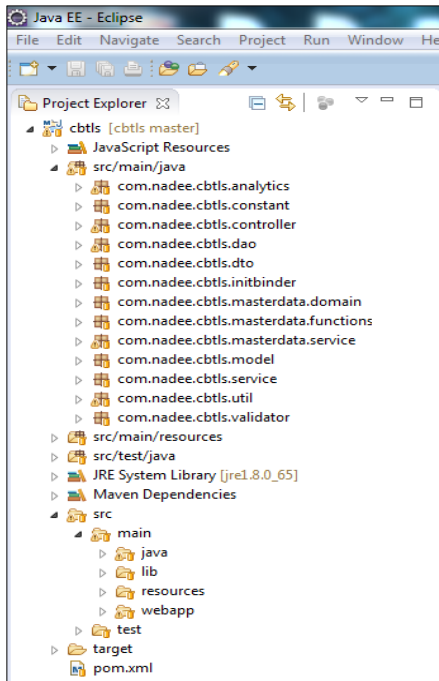 Java EE - Eclipse
File Edit Navigate Search Project Run Window He
Project Explorer
cbtls [cbtls master]
JavaScript Resources
src/main/java
com.nadee.cbtls.analytics
com.nadee.cbtls.constant
com.nadee.cbtls.controller
com.nadee.cbtls.dao
com.nadee.cbtls.dto
com.nadee.cbtls.initbinder
com.nadee.cbtls.masterdata.domain
com.nadee.cbtls.masterdata.functions
com.nadee.cbtls.masterdata.service
com.nadee.cbtls.model
com.nadee.cbtls.service
com.nadee.cbtls.util
com.nadee.cbtls.validator
src/main/resources
src/test/java
JRE System Library [jre1.8.0_65]
Maven Dependencies
src
main
java
lib
resources
webapp
test
target
pom.xml